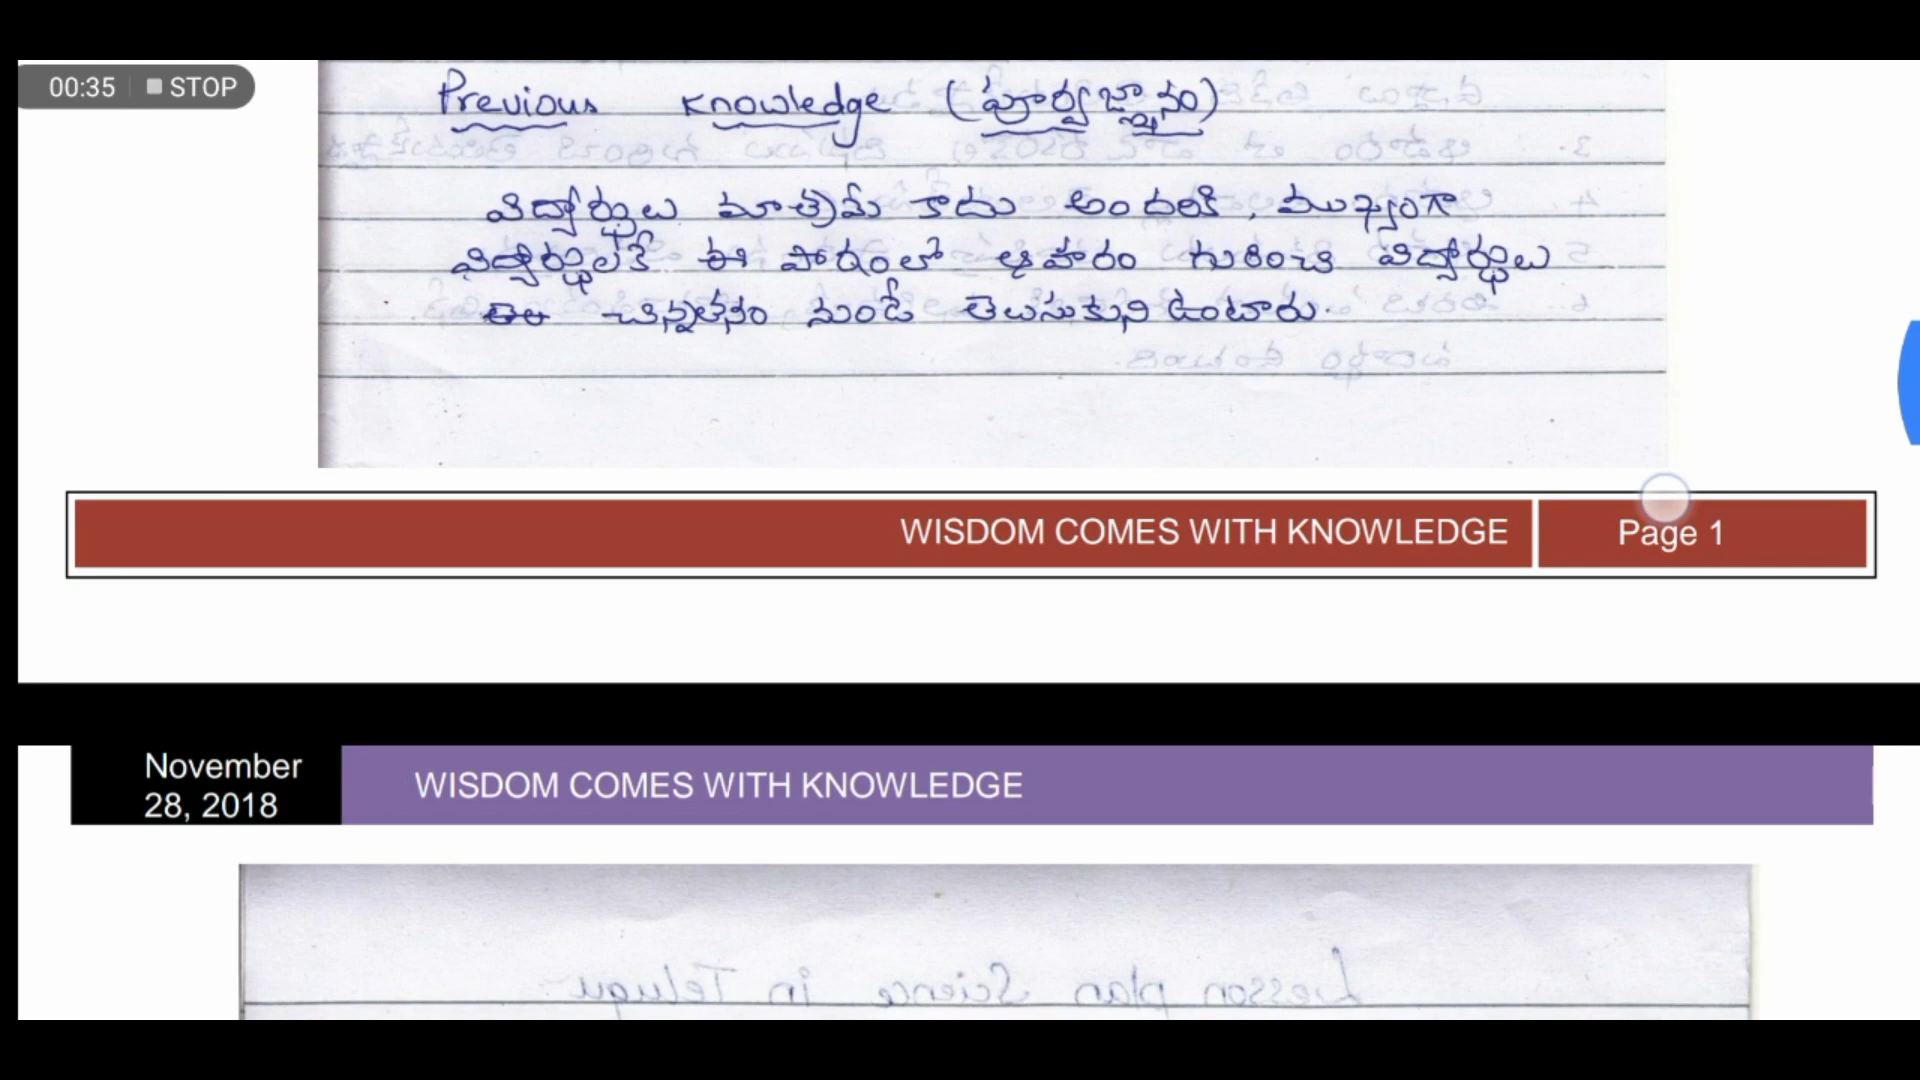 00:35 STOP
Previous Knowledge (పూర్వజ్ఞానం)
విద్యార్థులు మాత్రమే కాదు అందరికి, ముఖ్యంగా
విద్యార్థులకే ఈ పాఠంలో ఆహారం గురించి విద్యార్థులు
చిన్నతనం నుండే తెలుసుకుని ఉంటారు.
WISDOM COMES WITH KNOWLEDGE Page 1
November
28, 2018
WISDOM COMES WITH KNOWLEDGE
Lesson plan Science in Telugu